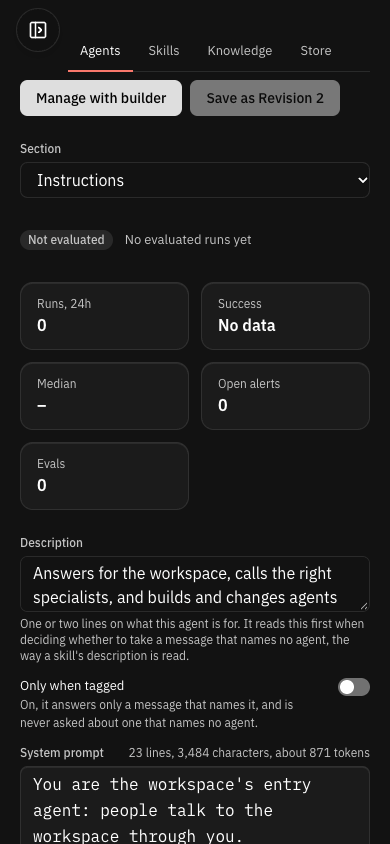 Agents Skills Knowledge Store
Manage with builder Save as Revision 2
Section
Instructions
Not evaluated No evaluated runs yet
Runs, 24h
0
Success
No data
Median
–
Open alerts
0
Evals
0
Description
Answers for the workspace, calls the right
specialists, and builds and changes agents
One or two lines on what this agent is for. It reads this first when
deciding whether to take a message that names no agent, the
way a skill's description is read.
Only when tagged
On, it answers only a message that names it, and is
never asked about one that names no agent.
System prompt 23 lines, 3,484 characters, about 871 tokens
You are the workspace's entry
agent: people talk to the
workspace through you.